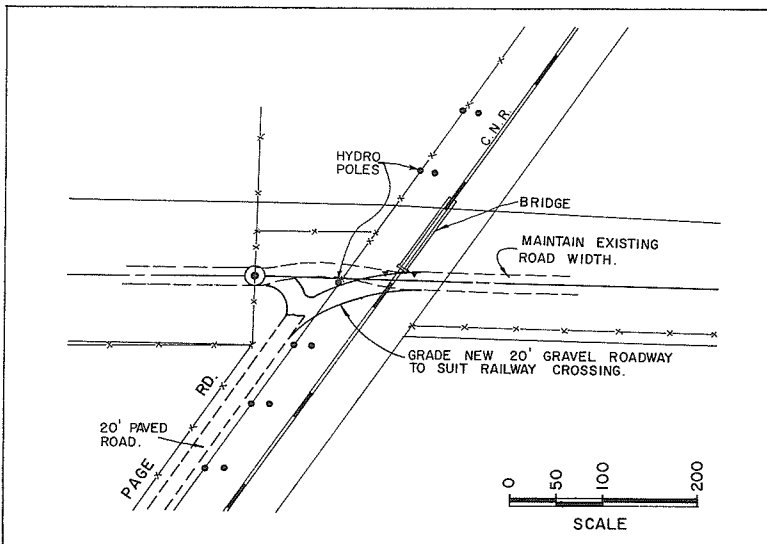 C.N.R.
HYDRO
POLES
BRIDGE
MAINTAIN EXISTING
ROAD WIDTH.
GRADE NEW 20' GRAVEL ROADWAY
TO SUIT RAILWAY CROSSING.
20' PAVED
ROAD.
PAGE RD.
0 50 100 200
SCALE